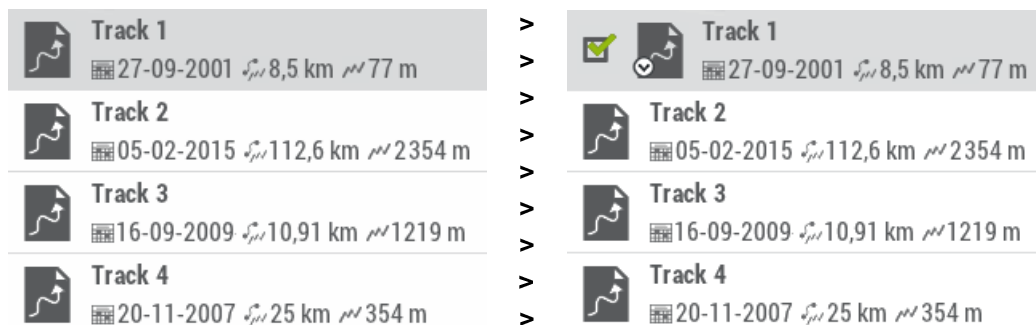 Track 1
27-09-2001 8,5 km 77 m
Track 2
05-02-2015 112,6 km 2354 m
Track 3
16-09-2009 10,91 km 1219 m
Track 4
20-11-2007 25 km 354 m
>
>
>
>
>
>
>
>
>
Track 1
27-09-2001 8,5 km 77 m
Track 2
05-02-2015 112,6 km 2354 m
Track 3
16-09-2009 10,91 km 1219 m
Track 4
20-11-2007 25 km 354 m